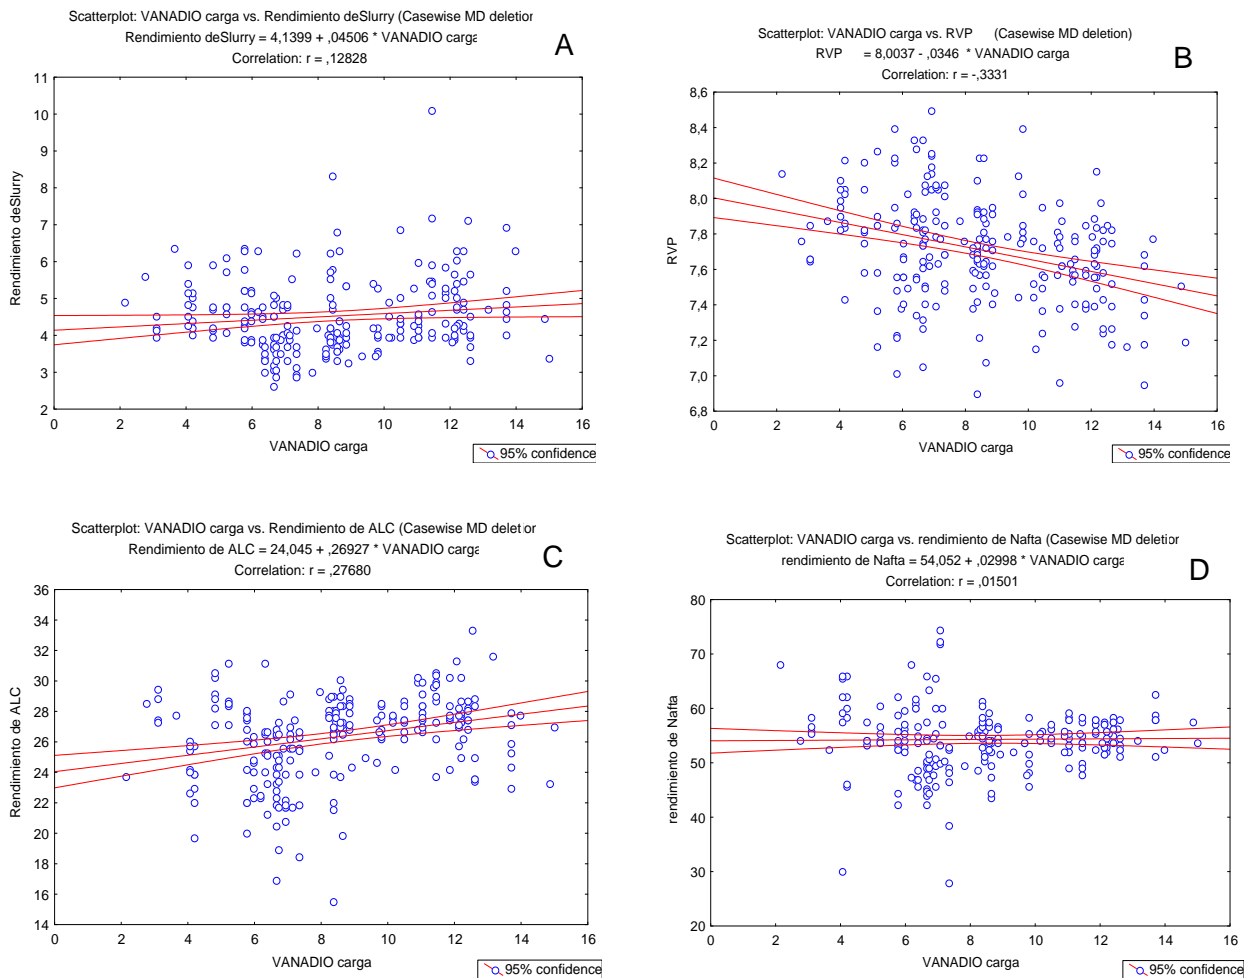 Scatterplot: VANADIO carga vs. Rendimiento deSlurry (Casewise MD deletior
Rendimiento deSlurry = 4,1399 + ,04506 * VANADIO carga
Correlation: r = ,12828
A
11
10
9
8
7
6
5
4
3
2
Rendimiento deSlurry
0 2 4 6 8 10 12 14 16
VANADIO carga
95% confidence
Scatterplot: VANADIO carga vs. RVP (Casewise MD deletion)
RVP = 8,0037 - ,0346 * VANADIO carga
Correlation: r = -,3331
B
8,6
8,4
8,2
8,0
7,8
7,6
7,4
7,2
7,0
6,8
RVP
0 2 4 6 8 10 12 14 16
VANADIO carga
95% confidence
Scatterplot: VANADIO carga vs. Rendimiento de ALC (Casewise MD deletior
Rendimiento de ALC = 24,045 + ,26927 * VANADIO carga
Correlation: r = ,27680
C
36
34
32
30
28
26
24
22
20
18
16
14
Rendimiento de ALC
0 2 4 6 8 10 12 14 16
VANADIO carga
95% confidence
Scatterplot: VANADIO carga vs. rendimiento de Nafta (Casewise MD deletior
rendimiento de Nafta = 54,052 + ,02998 * VANADIO carga
Correlation: r = ,01501
D
80
70
60
50
40
30
20
rendimiento de Nafta
0 2 4 6 8 10 12 14 16
VANADIO carga
95% confidence